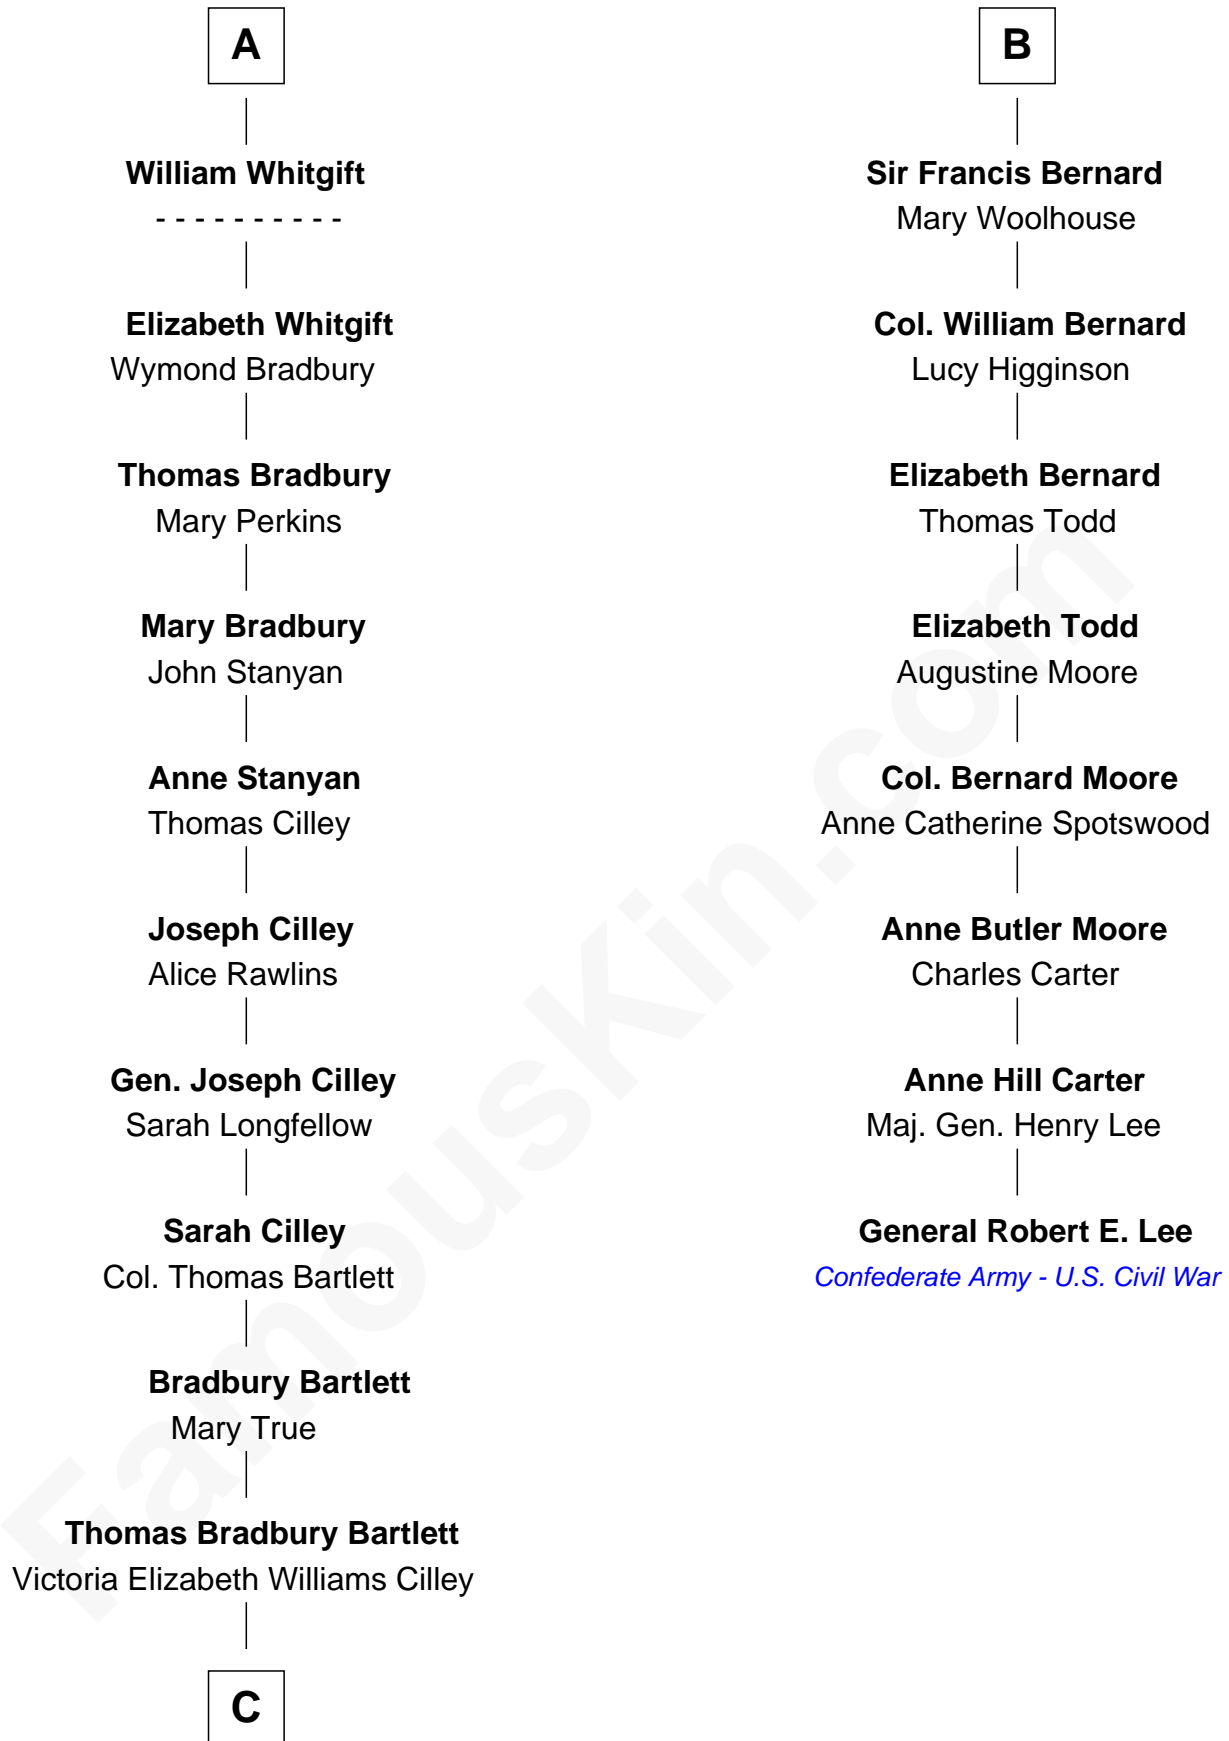 A
William Whitgift
- - - - - - - - - -
Elizabeth Whitgift
Wymond Bradbury
Thomas Bradbury
Mary Perkins
Mary Bradbury
John Stanyan
Anne Stanyan
Thomas Cilley
Joseph Cilley
Alice Rawlins
Gen. Joseph Cilley
Sarah Longfellow
Sarah Cilley
Col. Thomas Bartlett
Bradbury Bartlett
Mary True
Thomas Bradbury Bartlett
Victoria Elizabeth Williams Cilley
C
B
Sir Francis Bernard
Mary Woolhouse
Col. William Bernard
Lucy Higginson
Elizabeth Bernard
Thomas Todd
Elizabeth Todd
Augustine Moore
Col. Bernard Moore
Anne Catherine Spotswood
Anne Butler Moore
Charles Carter
Anne Hill Carter
Maj. Gen. Henry Lee
General Robert E. Lee
Confederate Army - U.S. Civil War
FamousKin.com